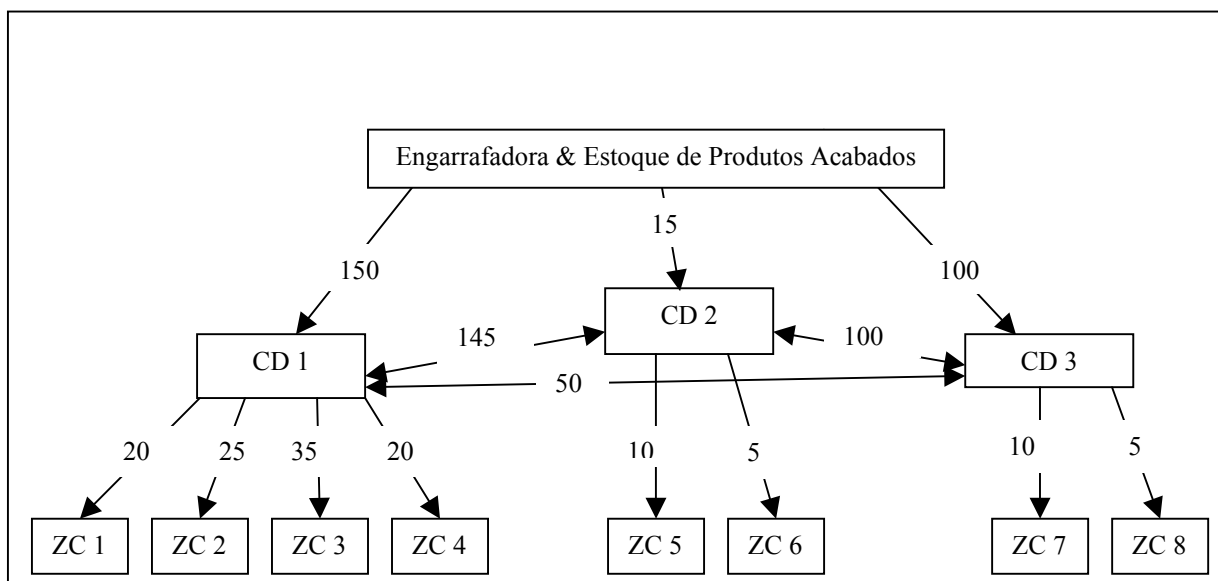 Engarrafadora & Estoque de Produtos Acabados
15
150
100
CD 2
145
100
CD 1
CD 3
50
20
25
35
20
10
5
10
5
ZC 1
ZC 2
ZC 3
ZC 4
ZC 5
ZC 6
ZC 7
ZC 8